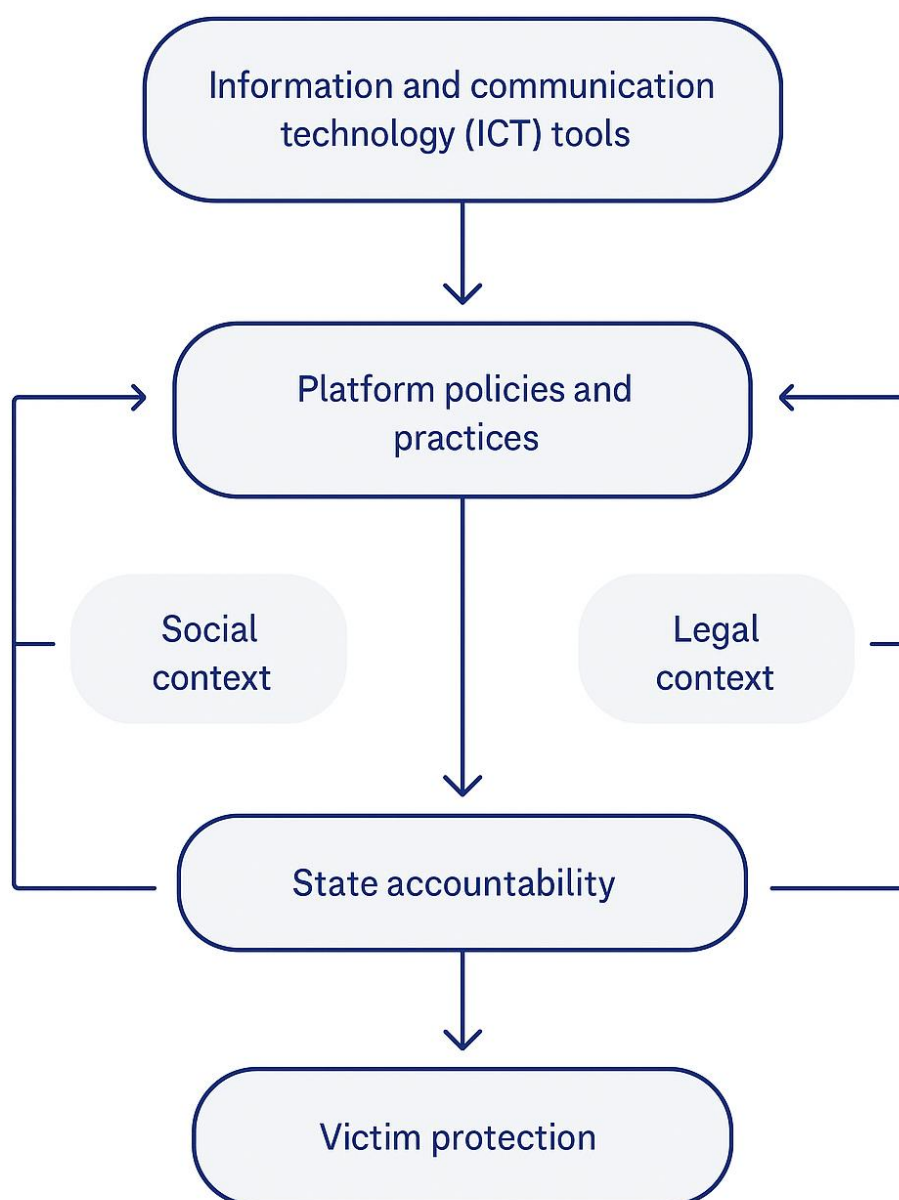 Information and communication
technology (ICT) tools
Platform policies and
practices
Social
context
Legal
context
State accountability
Victim protection